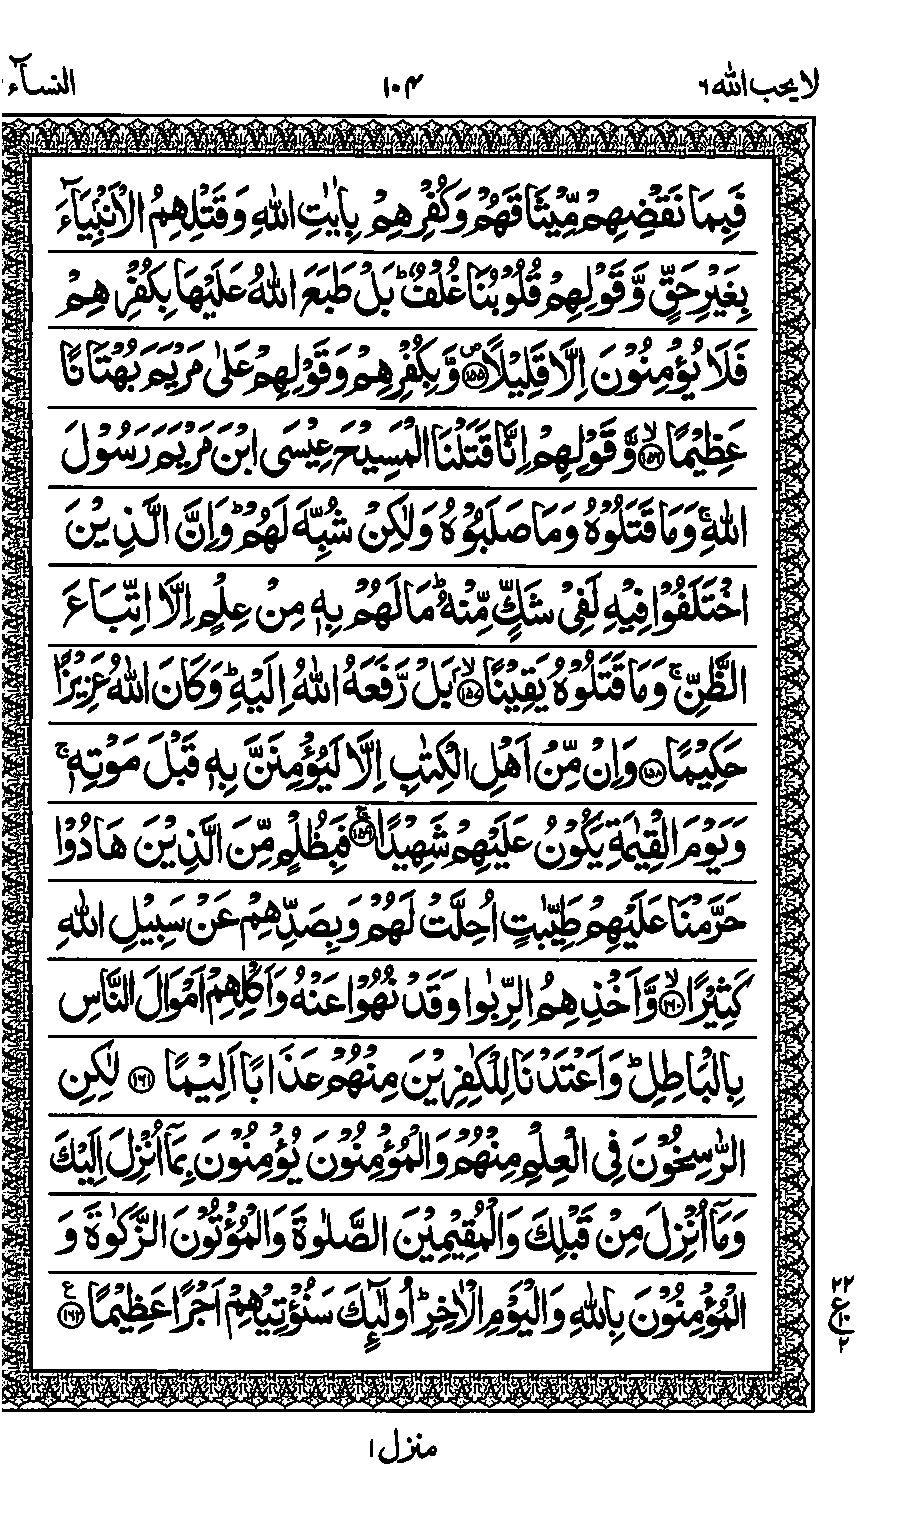 لا یحب الله ٦
١٠٤
النسآء ٤
فَبِمَا نَقْضِهِمْ مِّيْثَاقَهُمْ وَكُفْرِهِمْ بِاٰيٰتِ اللّٰهِ وَقَتْلِهِمُ الْاَنْۢبِيَآءَ
بِغَيْرِ حَقٍّ وَّقَوْلِهِمْ قُلُوْبُنَا غُلْفٌ ؕ بَلْ طَبَعَ اللّٰهُ عَلَيْهَا بِكُفْرِهِمْ
فَلَا يُؤْمِنُوْنَ اِلَّا قَلِيْلًا ۪﴿١٥٥﴾ وَّبِكُفْرِهِمْ وَقَوْلِهِمْ عَلٰى مَرْيَمَ بُهْتَانًا
عَظِيْمًا ۙ﴿١٥٦﴾ وَّقَوْلِهِمْ اِنَّا قَتَلْنَا الْمَسِيْحَ عِيْسَى ابْنَ مَرْيَمَ رَسُوْلَ
اللّٰهِ ۚ وَمَا قَتَلُوْهُ وَمَا صَلَبُوْهُ وَلٰكِنْ شُبِّهَ لَهُمْ ؕ وَاِنَّ الَّذِيْنَ
اخْتَلَفُوْا فِيْهِ لَفِيْ شَكٍّ مِّنْهُ ؕ مَا لَهُمْ بِهٖ مِنْ عِلْمٍ اِلَّا اتِّبَاعَ
الظَّنِّ ۚ وَمَا قَتَلُوْهُ يَقِيْنًا ۙ﴿١٥٧﴾ بَلْ رَّفَعَهُ اللّٰهُ اِلَيْهِ ؕ وَكَانَ اللّٰهُ عَزِيْزًا
حَكِيْمًا ﴿١٥٨﴾ وَاِنْ مِّنْ اَهْلِ الْكِتٰبِ اِلَّا لَيُؤْمِنَنَّ بِهٖ قَبْلَ مَوْتِهٖ ۚ
وَيَوْمَ الْقِيٰمَةِ يَكُوْنُ عَلَيْهِمْ شَهِيْدًا ۚ﴿١٥٩﴾ فَبِظُلْمٍ مِّنَ الَّذِيْنَ هَادُوْا
حَرَّمْنَا عَلَيْهِمْ طَيِّبٰتٍ اُحِلَّتْ لَهُمْ وَبِصَدِّهِمْ عَنْ سَبِيْلِ اللّٰهِ
كَثِيْرًا ۙ﴿١٦٠﴾ وَّاَخْذِهِمُ الرِّبٰوا وَقَدْ نُهُوْا عَنْهُ وَاَكْلِهِمْ اَمْوَالَ النَّاسِ
بِالْبَاطِلِ ؕ وَاَعْتَدْنَا لِلْكٰفِرِيْنَ مِنْهُمْ عَذَابًا اَلِيْمًا ﴿١٦١﴾ لٰكِنِ
الرّٰسِخُوْنَ فِي الْعِلْمِ مِنْهُمْ وَالْمُؤْمِنُوْنَ يُؤْمِنُوْنَ بِمَاۤ اُنْزِلَ اِلَيْكَ
وَمَاۤ اُنْزِلَ مِنْ قَبْلِكَ وَالْمُقِيْمِيْنَ الصَّلٰوةَ وَالْمُؤْتُوْنَ الزَّكٰوةَ وَ
الْمُؤْمِنُوْنَ بِاللّٰهِ وَالْيَوْمِ الْاٰخِرِ ؕ اُولٰٓئِكَ سَنُؤْتِيْهِمْ اَجْرًا عَظِيْمًا ﴿١٦٢﴾ ع
٢٢
ع
١٠
٢
منزل ١